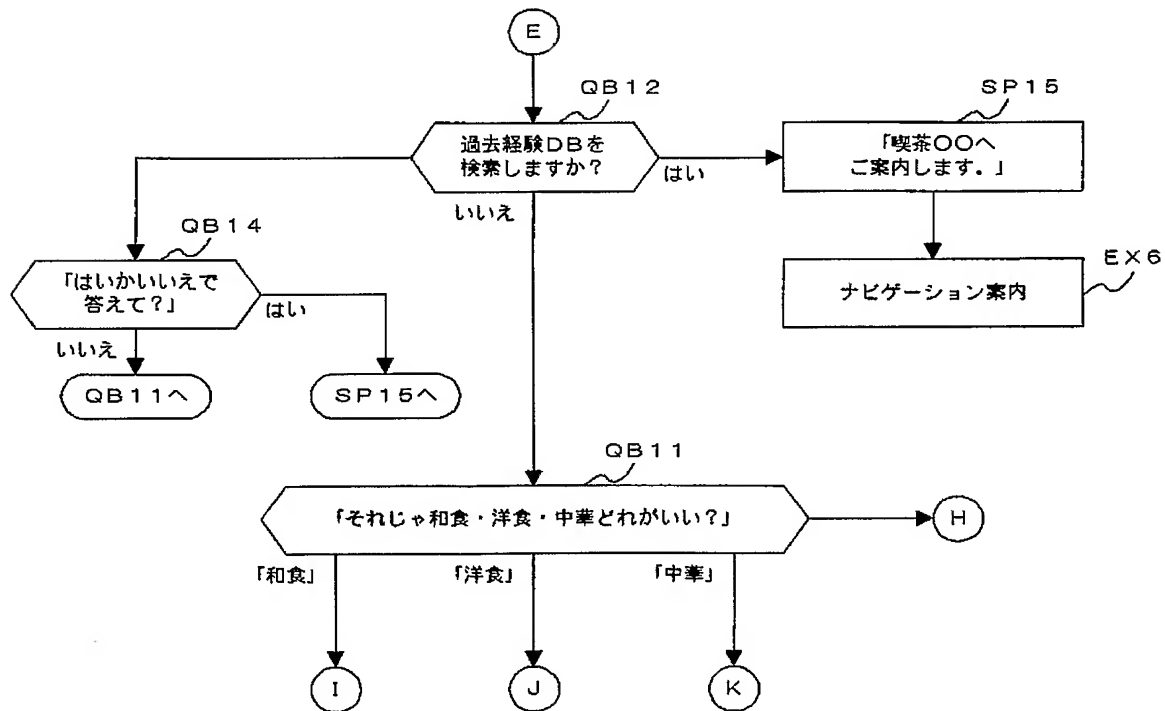 E
QB12
過去経験DBを
検索しますか?
はい
いいえ
SP15
「喫茶〇〇へ
ご案内します。」
EX6
ナビゲーション案内
QB14
「はいかいいえで
答えて?」
はい
いいえ
QB11へ
SP15へ
QB11
「それじゃ和食・洋食・中華どれがいい?」
H
「和食」
「洋食」
「中華」
I
J
K